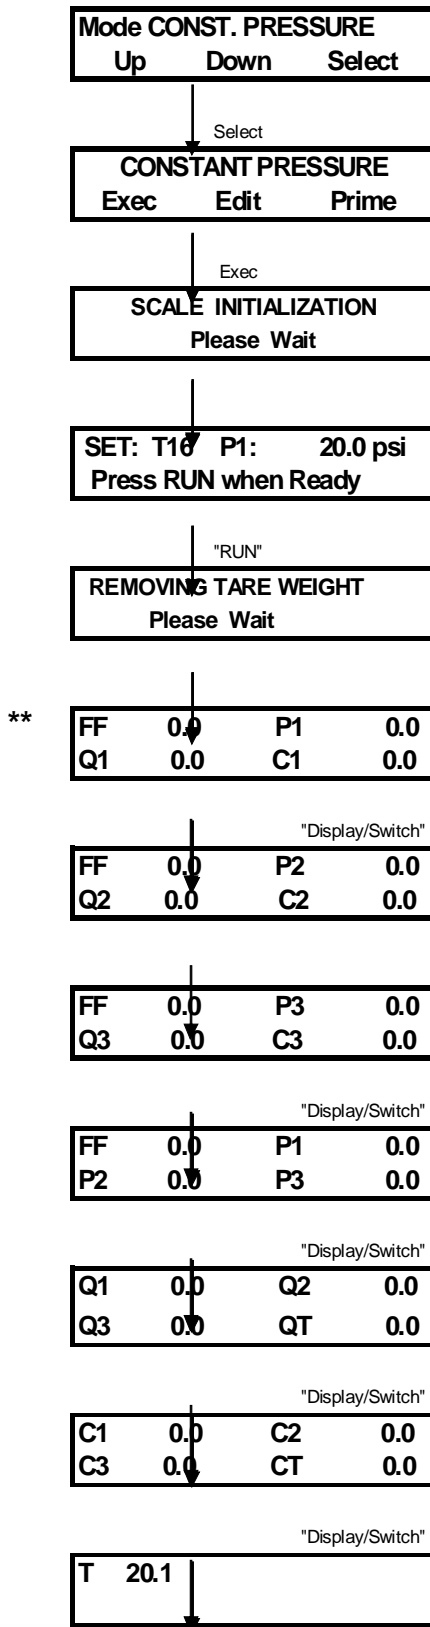 Mode CONST. PRESSURE
Up Down Select
Select
CONSTANT PRESSURE
Exec Edit Prime
Exec
SCALE INITIALIZATION
Please Wait
SET: T16 P1: 20.0 psi
Press RUN when Ready
"RUN"
REMOVING TARE WEIGHT
Please Wait
**
FF 0.0 P1 0.0
Q1 0.0 C1 0.0
"Display/Switch"
FF 0.0 P2 0.0
Q2 0.0 C2 0.0
FF 0.0 P3 0.0
Q3 0.0 C3 0.0
"Display/Switch"
FF 0.0 P1 0.0
P2 0.0 P3 0.0
"Display/Switch"
Q1 0.0 Q2 0.0
Q3 0.0 QT 0.0
"Display/Switch"
C1 0.0 C2 0.0
C3 0.0 CT 0.0
"Display/Switch"
T 20.1